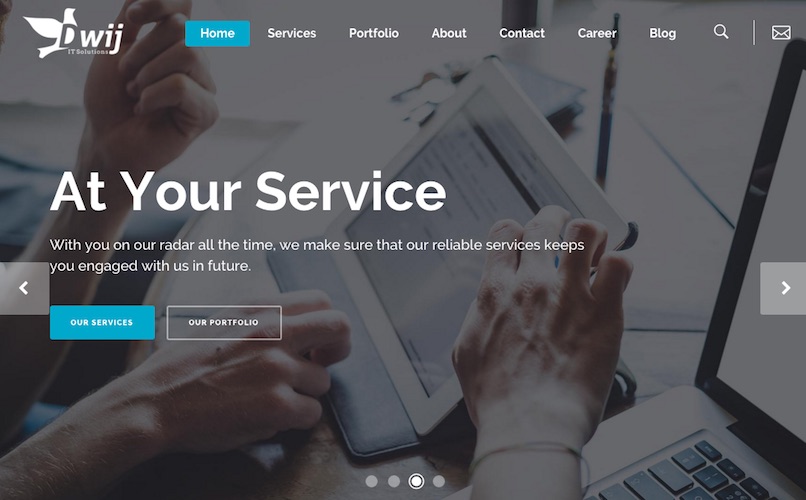 Dwij
IT Solutions
Home
Services
Portfolio
About
Contact
Career
Blog
At Your Service
With you on our radar all the time, we make sure that our reliable services keeps
you engaged with us in future.
OUR SERVICES
OUR PORTFOLIO